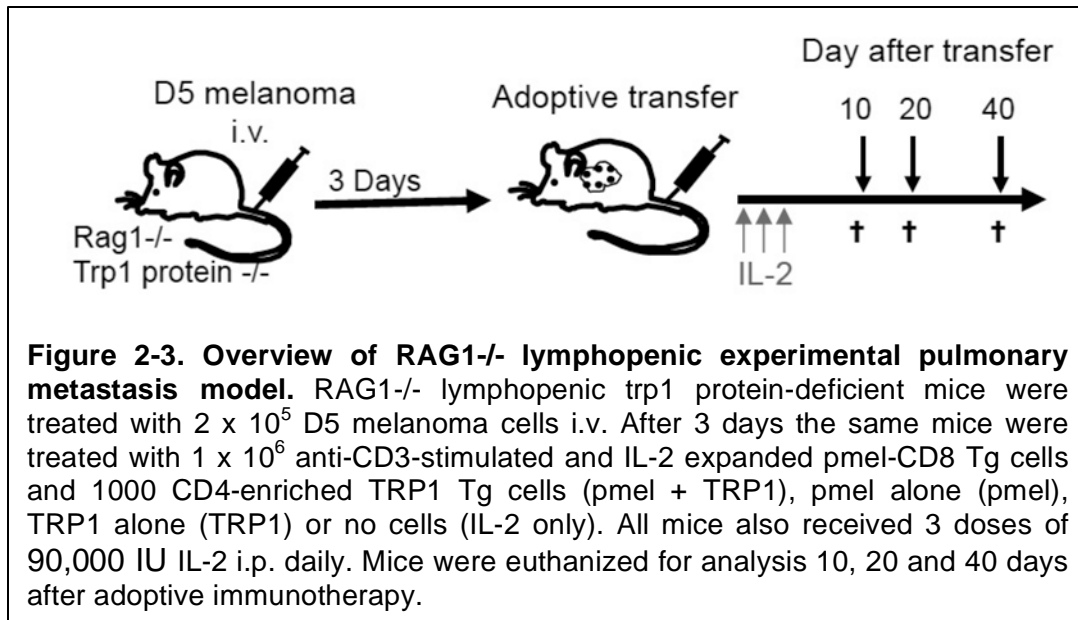 Day after transfer
D5 melanoma
i.v.
Adoptive transfer
10 20 40
3 Days
Rag1-/-
Trp1 protein -/-
IL-2
† † †
Figure 2-3. Overview of RAG1-/- lymphopenic experimental pulmonary
metastasis model. RAG1-/- lymphopenic trp1 protein-deficient mice were
treated with 2 x 10⁵ D5 melanoma cells i.v. After 3 days the same mice were
treated with 1 x 10⁶ anti-CD3-stimulated and IL-2 expanded pmel-CD8 Tg cells
and 1000 CD4-enriched TRP1 Tg cells (pmel + TRP1), pmel alone (pmel),
TRP1 alone (TRP1) or no cells (IL-2 only). All mice also received 3 doses of
90,000 IU IL-2 i.p. daily. Mice were euthanized for analysis 10, 20 and 40 days
after adoptive immunotherapy.